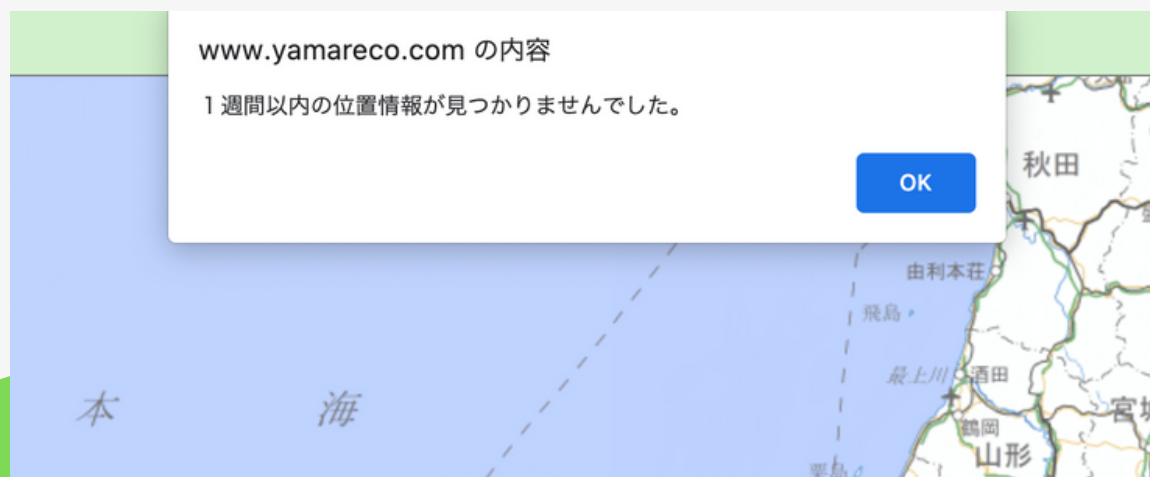 www.yamareco.com の内容
1 週間以内の位置情報が見つかりませんでした。
OK
秋田
由利本荘
飛島
最上川
酒田
本 海
鶴岡
山形
粟島